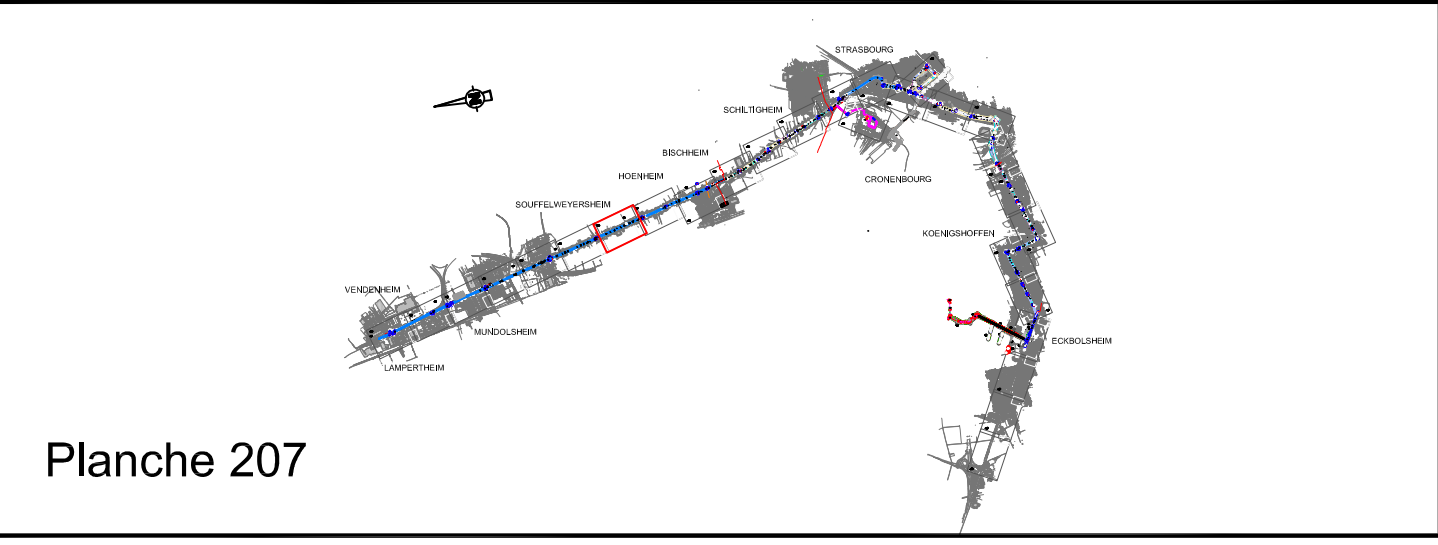 STRASBOURG
N
SCHILTIGHEIM
BISCHHEIM
HOENHEIM
CRONENBOURG
SOUFFELWEYERSHEIM
KOENIGSHOFFEN
VENDENHEIM
MUNDOLSHEIM
ECKBOLSHEIM
LAMPERTHEIM
Planche 207